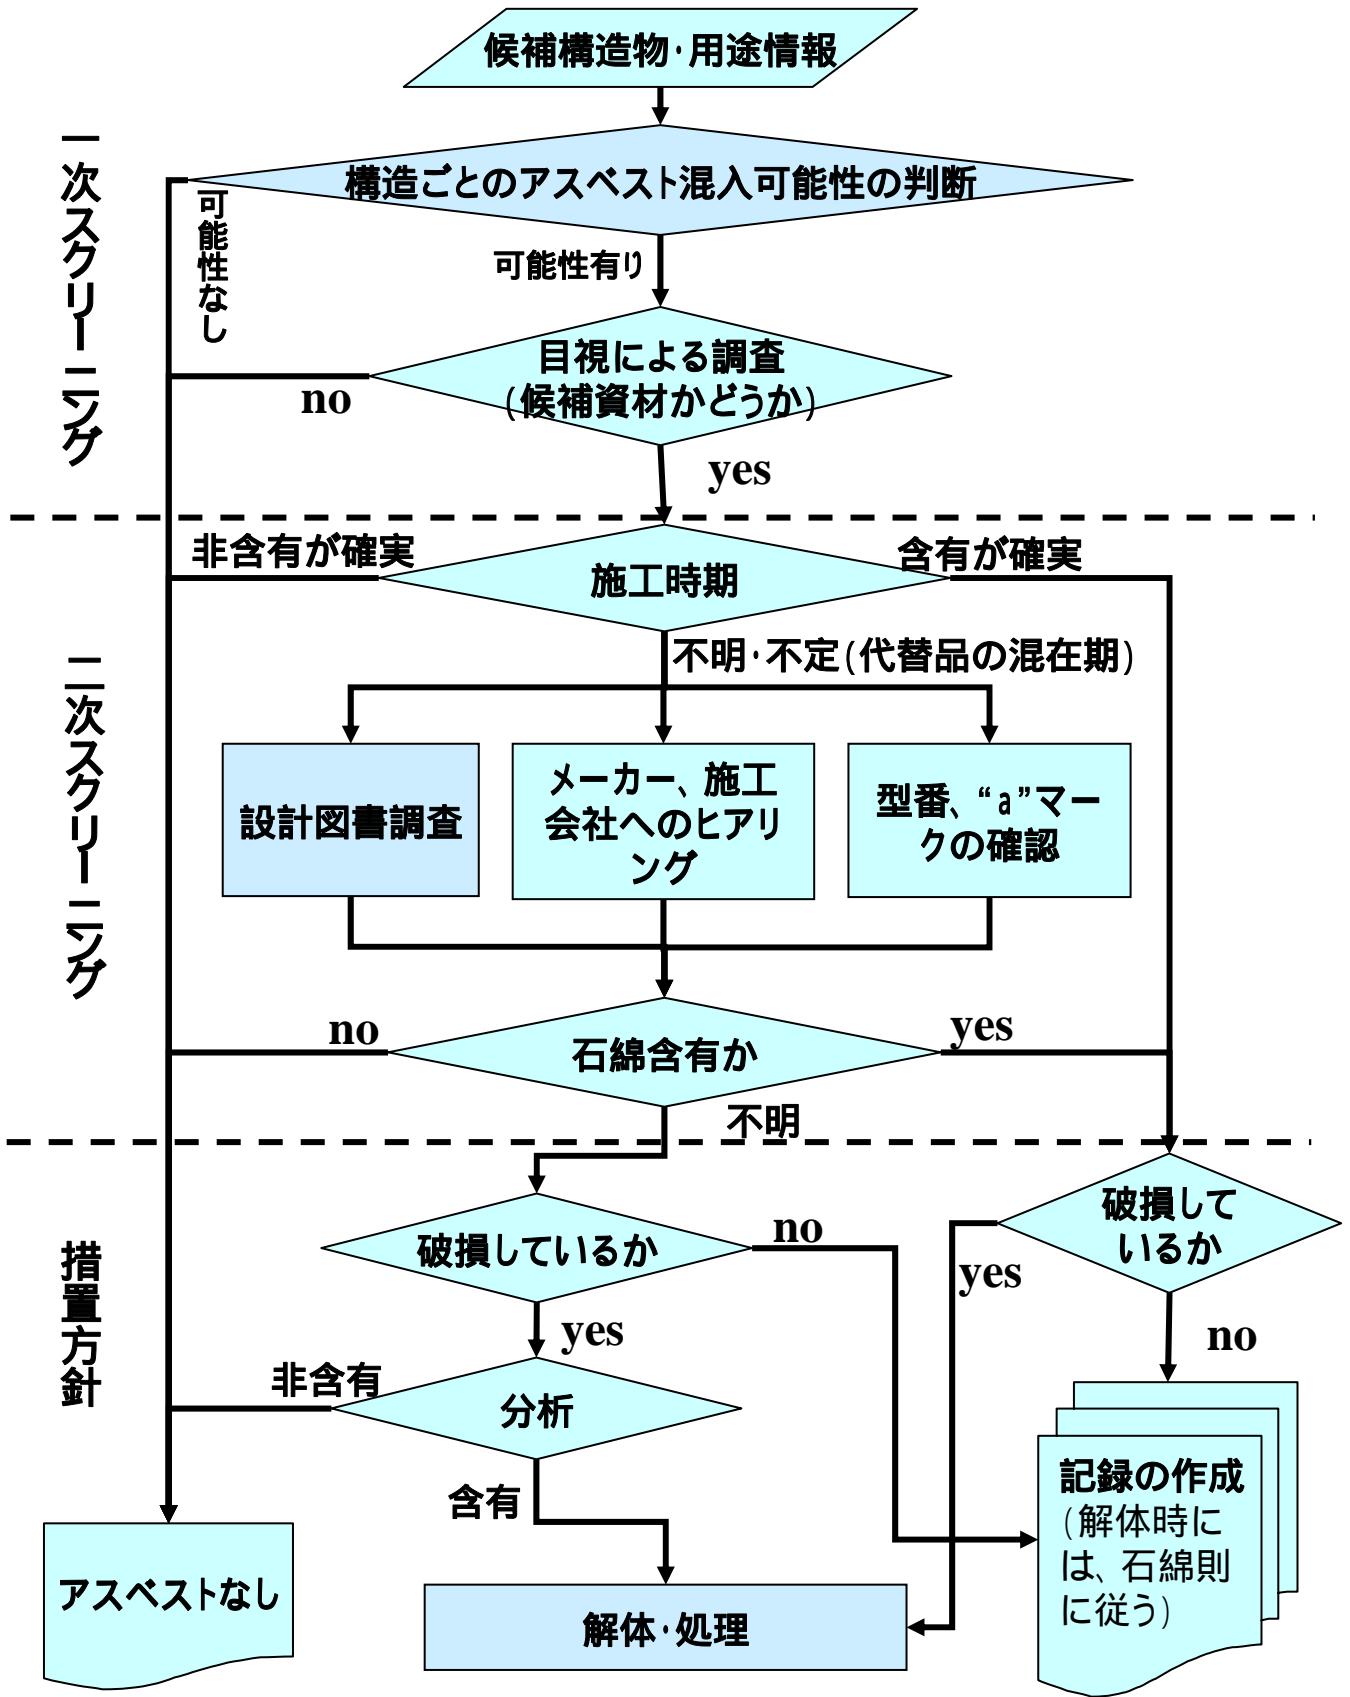 候補構造物・用途情報
一次スクリーニング
構造ごとのアスベスト混入可能性の判断
可能性なし
可能性有り
目視による調査
(候補資材かどうか)
no
yes
二次スクリーニング
非含有が確実
施工時期
含有が確実
不明・不定(代替品の混在期)
設計図書調査
メーカー、施工
会社へのヒアリ
ング
型番、“a”マー
クの確認
no
石綿含有か
yes
不明
措置方針
破損しているか
no
yes
破損して
いるか
yes
no
非含有
分析
含有
アスベストなし
解体・処理
記録の作成
(解体時に
は、石綿則
に従う)